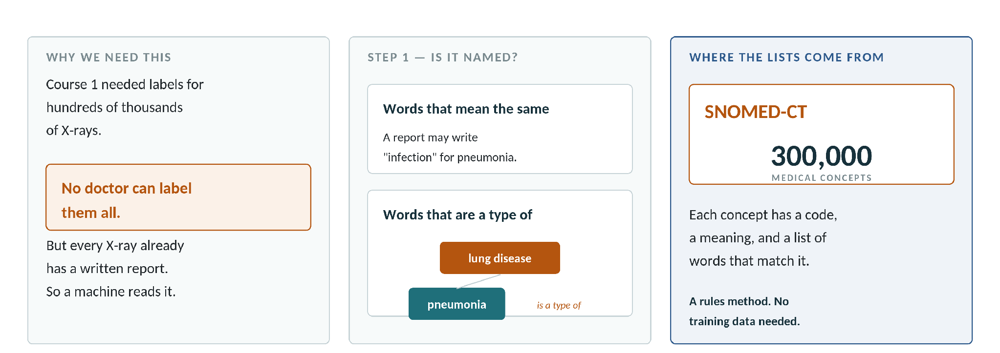 WHY WE NEED THIS
Course 1 needed labels for
hundreds of thousands
of X-rays.
No doctor can label
them all.
But every X-ray already
has a written report.
So a machine reads it.
STEP 1 — IS IT NAMED?
Words that mean the same
A report may write
"infection" for pneumonia.
Words that are a type of
lung disease
pneumonia
is a type of
WHERE THE LISTS COME FROM
SNOMED-CT
300,000
MEDICAL CONCEPTS
Each concept has a code,
a meaning, and a list of
words that match it.
A rules method. No
training data needed.